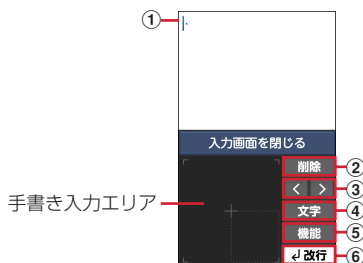 ①
入力画面を閉じる
削除 ②
< > ③
手書き入力エリア
文字 ④
機能 ⑤
↲ 改行 ⑥